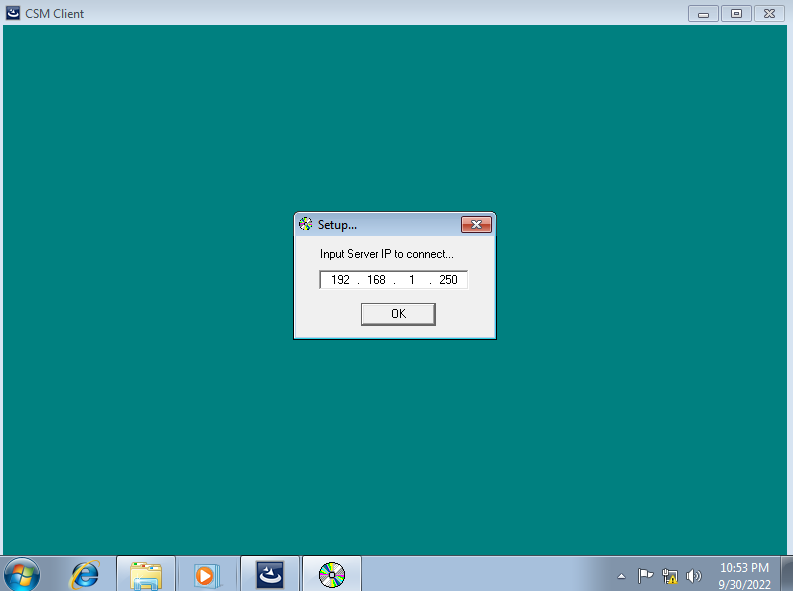 CSM Client
Setup...
Input Server IP to connect...
192 . 168 . 1 . 250
OK
10:53 PM
9/30/2022